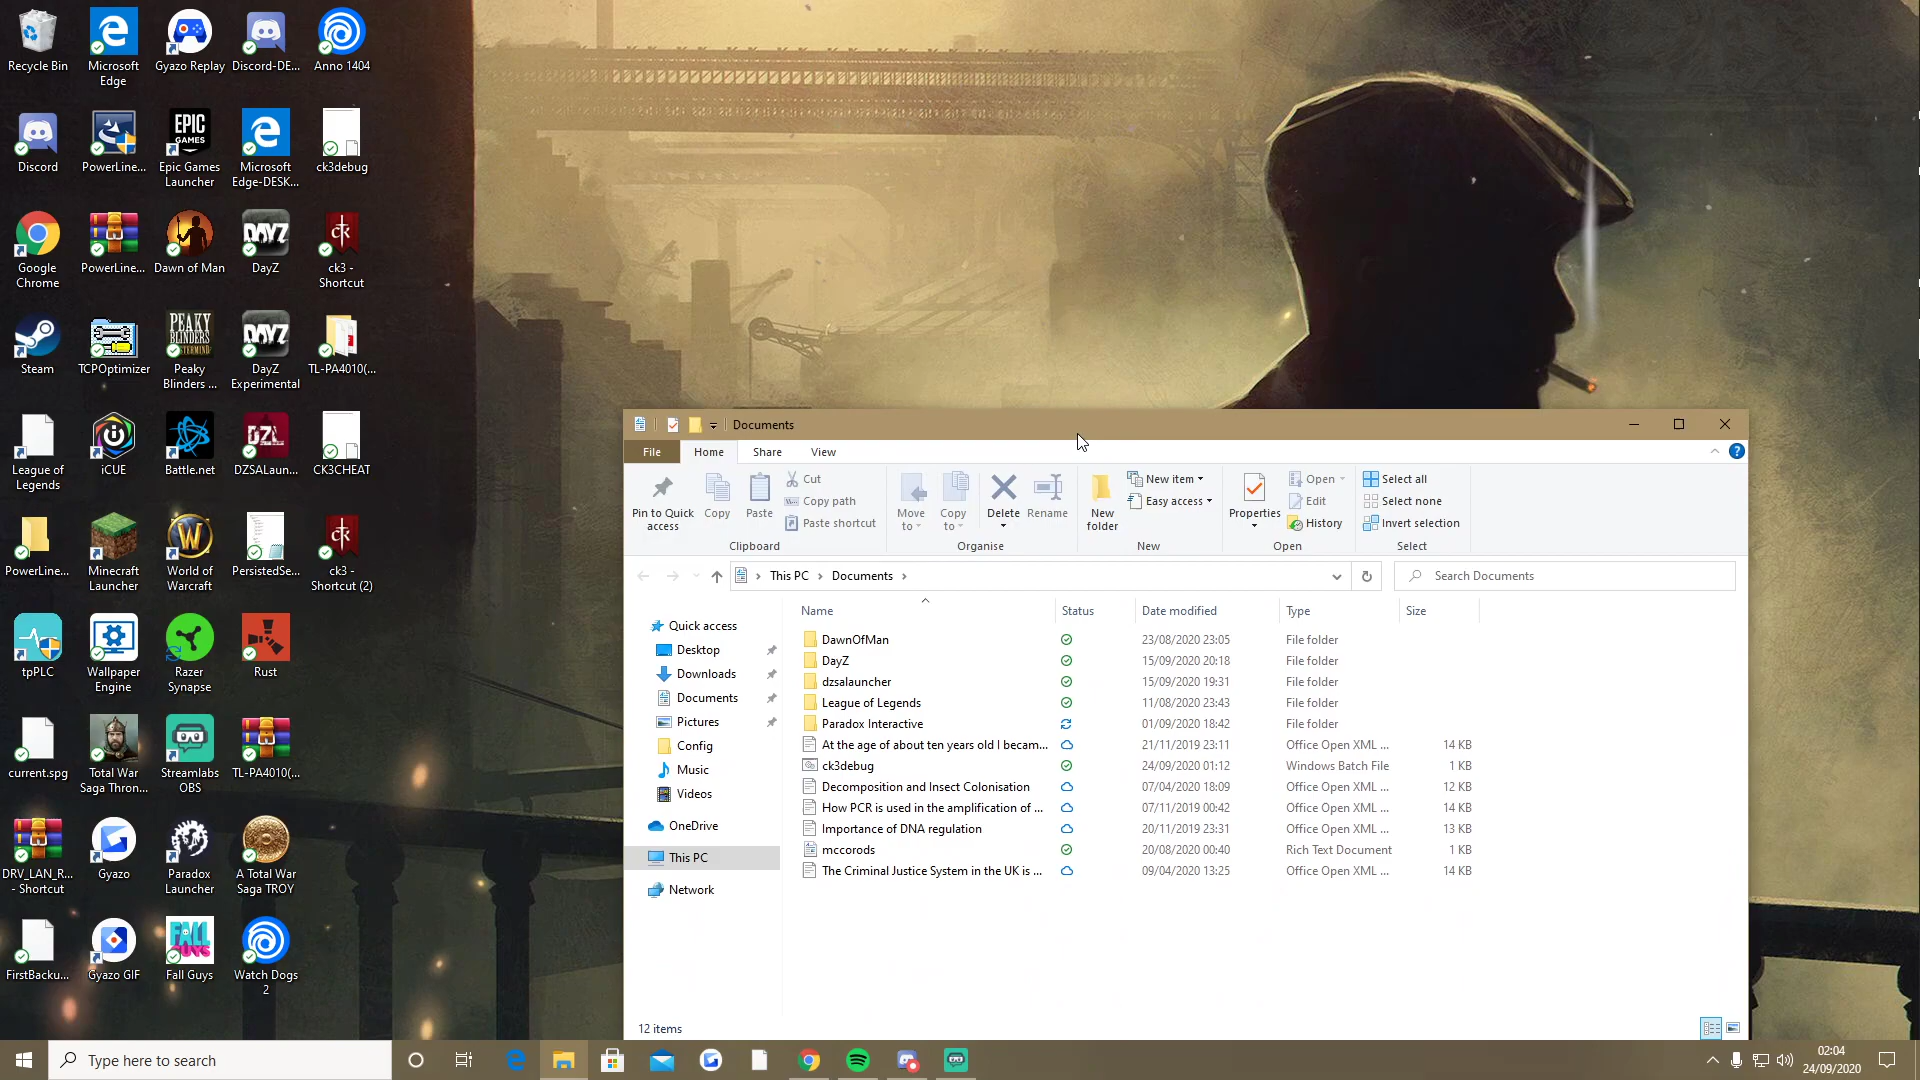 Recycle Bin
Microsoft
Edge
Gyazo Replay
Discord-DE...
Anno 1404
Discord
PowerLine...
EPIC
GAMES
Epic Games
Launcher
Microsoft
Edge-DESK...
ck3debug
Google
Chrome
PowerLine...
Dawn of Man
DAYZ
DayZ
ck3 -
Shortcut
Steam
TCPOptimizer
PEAKY
BLINDERS
Peaky
Blinders ...
DAYZ
DayZ
Experimental
TL-PA4010(...
League of
Legends
iCUE
Battle.net
DZL
DZSALaun...
CK3CHEAT
PowerLine...
Minecraft
Launcher
World of
Warcraft
PersistedSe...
ck3 -
Shortcut (2)
tpPLC
Wallpaper
Engine
Razer
Synapse
Rust
current.spg
Total War
Saga Thron...
Streamlabs
OBS
TL-PA4010(...
DRV_LAN_R...
- Shortcut
Gyazo
Paradox
Launcher
A Total War
Saga TROY
FirstBacku...
Gyazo GIF
FALL
GUYS
Fall Guys
Watch Dogs
2
Documents
File
Home
Share
View
Pin to Quick
access
Copy
Paste
Cut
Copy path
Paste shortcut
Clipboard
Move
to
Copy
to
Delete
Rename
Organise
New
folder
New item
Easy access
New
Properties
Open
Edit
History
Open
Select all
Select none
Invert selection
Select
This PC
Documents
Search Documents
Name
Status
Date modified
Type
Size
Quick access
Desktop
Downloads
Documents
Pictures
Config
Music
Videos
OneDrive
This PC
Network
DawnOfMan 23/08/2020 23:05 File folder
DayZ 15/09/2020 20:18 File folder
dzsalauncher 15/09/2020 19:31 File folder
League of Legends 11/08/2020 23:43 File folder
Paradox Interactive 01/09/2020 18:42 File folder
At the age of about ten years old I becam... 21/11/2019 23:11 Office Open XML ... 14 KB
ck3debug 24/09/2020 01:12 Windows Batch File 1 KB
Decomposition and Insect Colonisation 07/04/2020 18:09 Office Open XML ... 12 KB
How PCR is used in the amplification of ... 07/11/2019 00:42 Office Open XML ... 14 KB
Importance of DNA regulation 20/11/2019 23:31 Office Open XML ... 13 KB
mccorods 20/08/2020 00:40 Rich Text Document 1 KB
The Criminal Justice System in the UK is ... 09/04/2020 13:25 Office Open XML ... 14 KB
12 items
Type here to search
02:04
24/09/2020